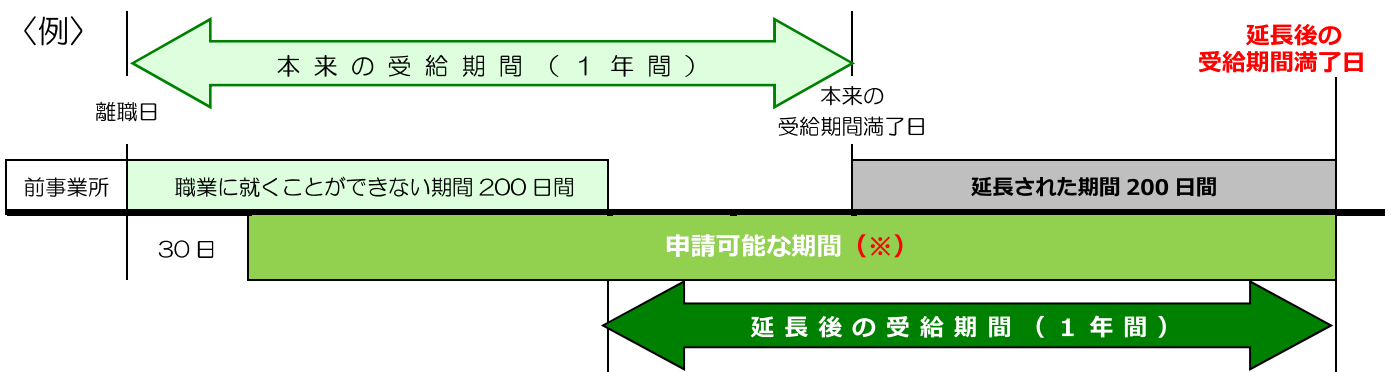 〈例〉
本来の受給期間（１年間）
延長後の
受給期間満了日
離職日
本来の
受給期間満了日
前事業所
職業に就くことができない期間 200 日間
延長された期間 200 日間
30 日
申請可能な期間（※）
延長後の受給期間（１年間）